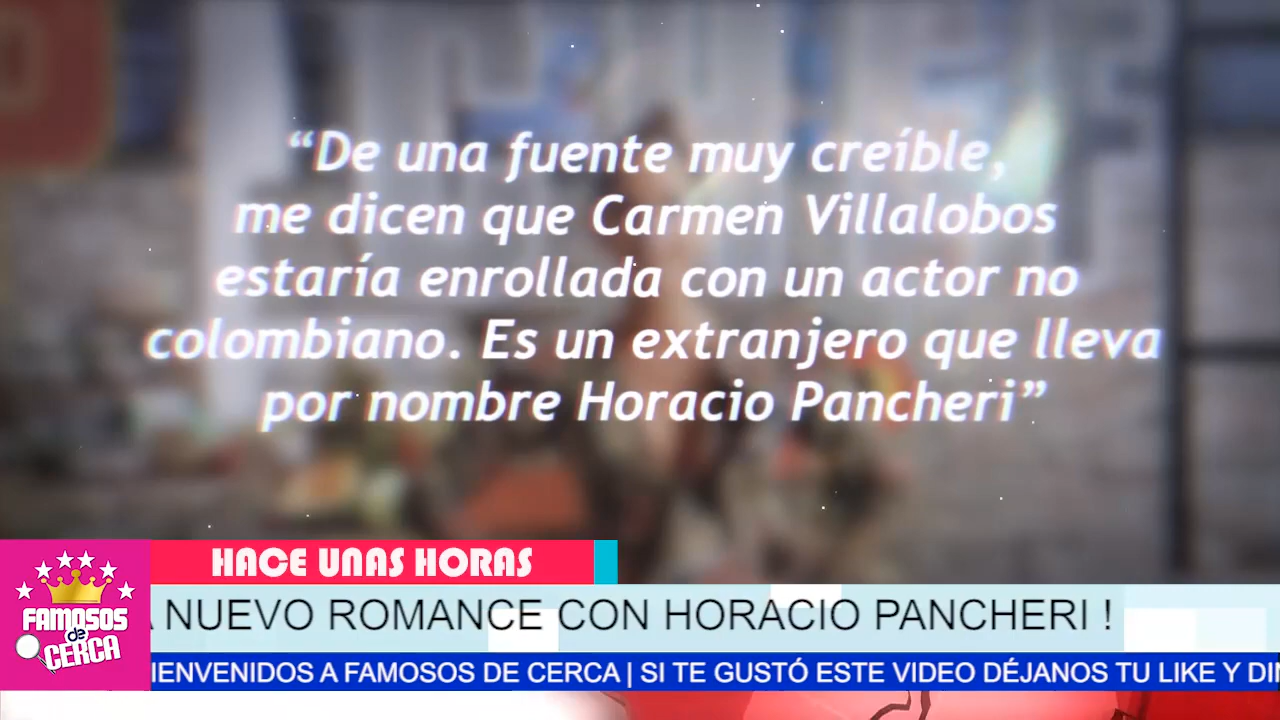 “De una fuente muy creíble,
me dicen que Carmen Villalobos
estaría enrollada con un actor no
colombiano. Es un extranjero que lleva
por nombre Horacio Pancheri”
HACE UNAS HORAS
NUEVO ROMANCE CON HORACIO PANCHERI !
FAMOSOS
de
CERCA
BIENVENIDOS A FAMOSOS DE CERCA | SI TE GUSTÓ ESTE VIDEO DÉJANOS TU LIKE Y